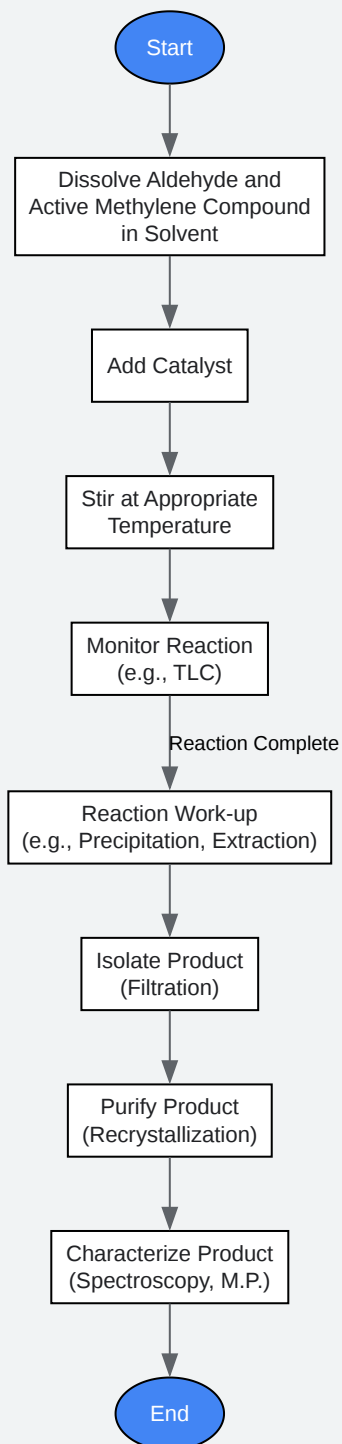 Start
Dissolve Aldehyde and
Active Methylene Compound
in Solvent
Add Catalyst
Stir at Appropriate
Temperature
Monitor Reaction
(e.g., TLC)
Reaction Complete
Reaction Work-up
(e.g., Precipitation, Extraction)
Isolate Product
(Filtration)
Purify Product
(Recrystallization)
Characterize Product
(Spectroscopy, M.P.)
End